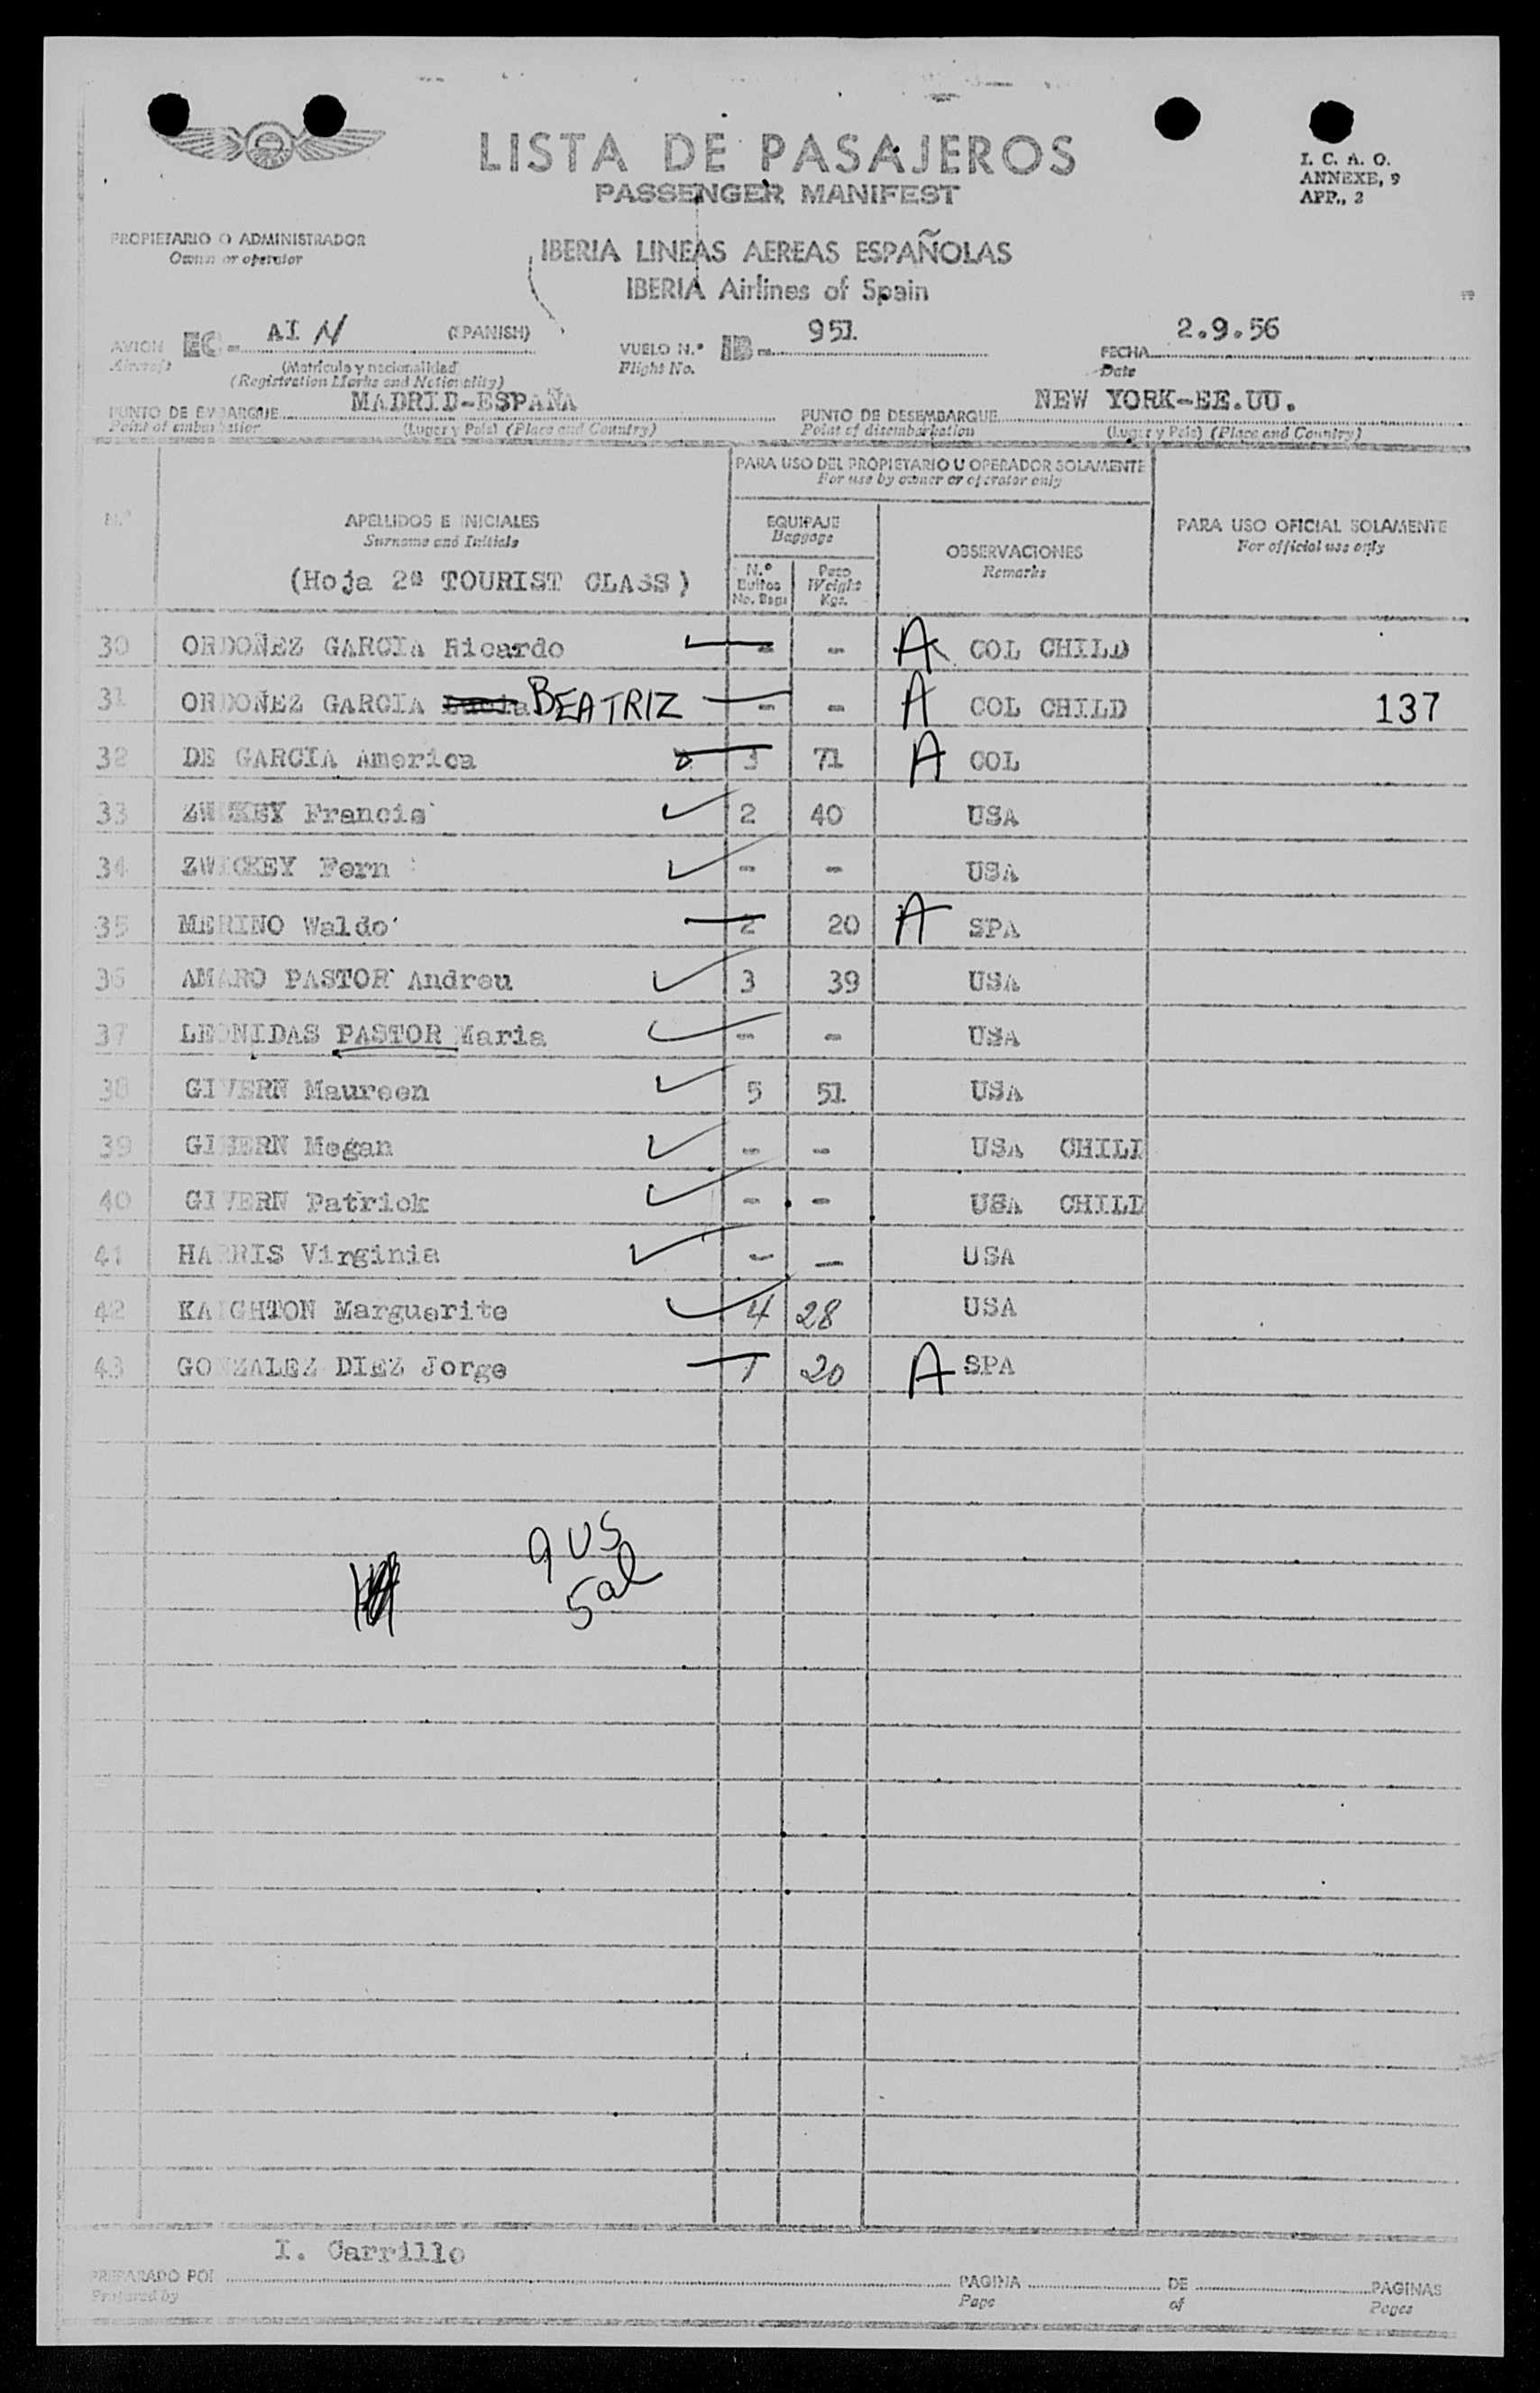 LISTA DE PASAJEROS
PASSENGER MANIFEST
I. C. A. O.
ANNEXE, 9
APP., 2
PROPIETARIO O ADMINISTRADOR
Owner or operator
IBERIA LINEAS AEREAS ESPAÑOLAS
IBERIA Airlines of Spain
AVION EC- AI N (SPANISH)
Aircraft
(Matrícula y nacionalidad)
(Registration Marks and Nationality)
VUELO N.º IB- 951
Flight No.
FECHA 2.9.56
Date
PUNTO DE EMBARQUE MADRID-ESPAÑA
Point of embarkation (Lugar y País) (Place and Country)
PUNTO DE DESEMBARQUE NEW YORK-EE.UU.
Point of disembarkation (Lugar y País) (Place and Country)
PARA USO DEL PROPIETARIO U OPERADOR SOLAMENTE
For use by owner or operator only
N.º
APELLIDOS E INICIALES
Surname and Initials
(Hoja 2ª TOURIST CLASS)
EQUIPAJE
Baggage
N.º Bultos No. Bags
Peso Weight Kgs.
OBSERVACIONES
Remarks
PARA USO OFICIAL SOLAMENTE
For official use only
30 ORDOÑEZ GARCIA Ricardo - - A COL CHILD
31 ORDOÑEZ GARCIA BEATRIZ - - A COL CHILD 137
32 DE GARCIA America 3 71 A COL
33 ZWICKEY Francis 2 40 USA
34 ZWICKEY Fern - - USA
35 MERINO Waldo 2 20 A SPA
36 AMARO PASTOR Andreu 3 39 USA
37 LEONIDAS PASTOR Maria - - USA
38 GIVERN Maureen 5 51 USA
39 GIHERN Megan - - USA CHILD
40 GIVERN Patrick - - USA CHILD
41 HARRIS Virginia - - USA
42 KAIGHTON Marguerite 4 28 USA
43 GONZALEZ DIEZ Jorge 1 20 A SPA
9 US
5 al
I. Carrillo
PREPARADO POR
Prepared by
PAGINA DE PAGINAS
Page of Pages